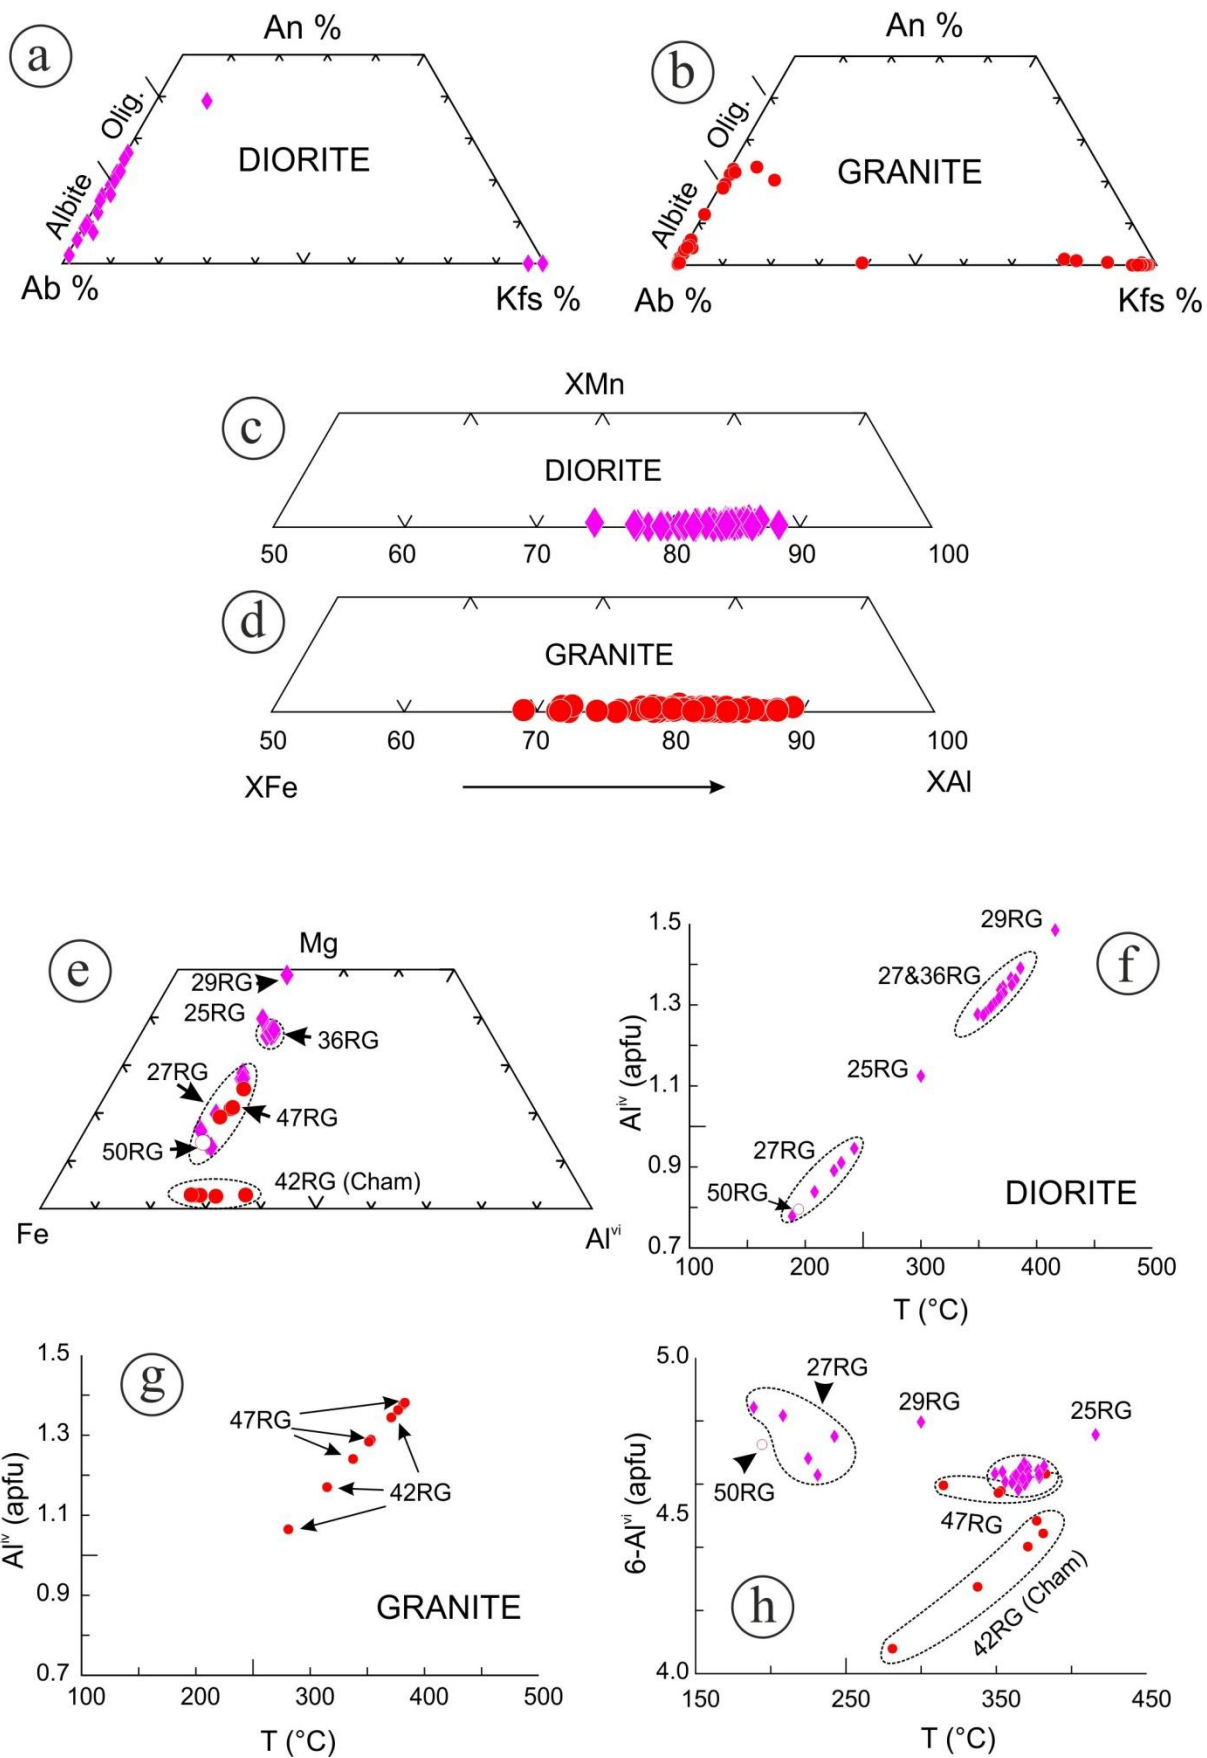 a
An %
Olig.
Albite
DIORITE
Ab %
Kfs %
b
An %
Olig.
Albite
GRANITE
Ab %
Kfs %
XMn
c
DIORITE
50 60 70 80 90 100
d
GRANITE
50 60 70 80 90 100
XFe
XAl
e
Mg
29RG
25RG
36RG
27RG
47RG
50RG
42RG (Cham)
Fe
Alvi
f
1.5
1.3
1.1
0.9
0.7
Aliv (apfu)
29RG
27&36RG
25RG
27RG
50RG
DIORITE
100 200 300 400 500
T (°C)
g
1.5
1.3
1.1
0.9
0.7
Aliv (apfu)
47RG
42RG
GRANITE
100 200 300 400 500
T (°C)
h
5.0
4.5
4.0
6-Alvi (apfu)
27RG
29RG
25RG
50RG
47RG
42RG (Cham)
150 250 350 450
T (°C)